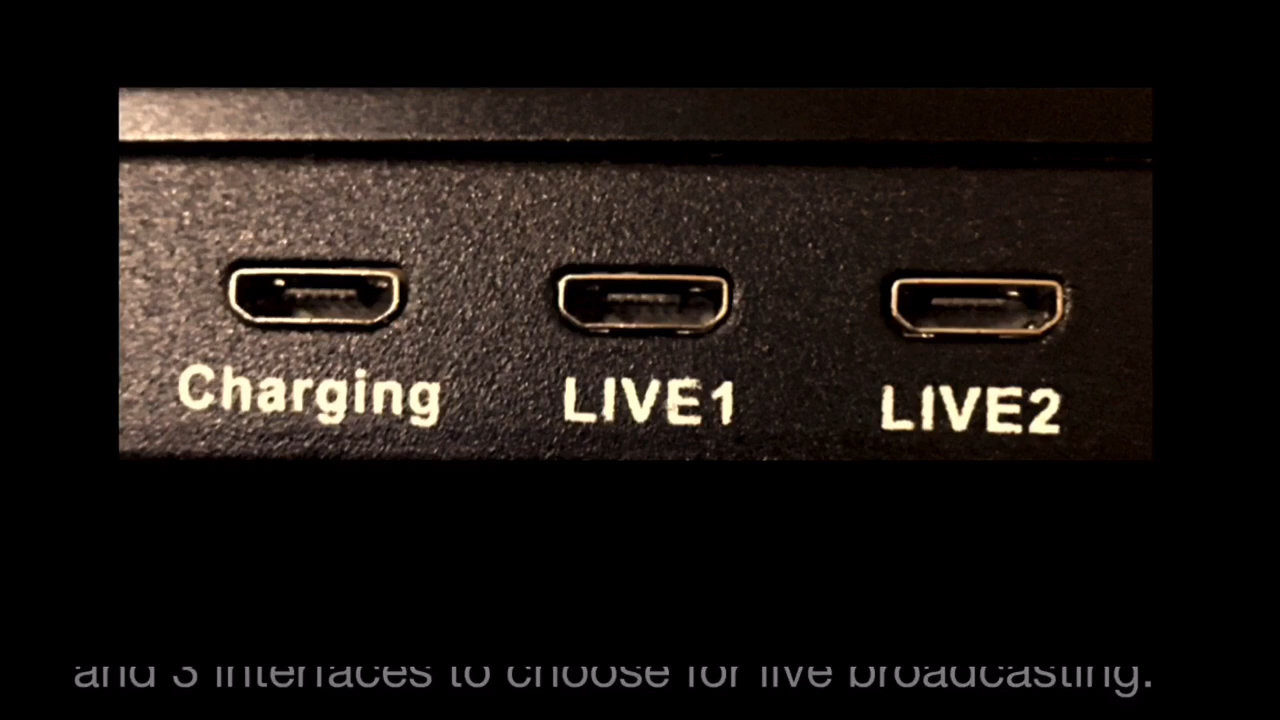 Charging LIVE1 LIVE2
and 3 interfaces to choose for live broadcasting.